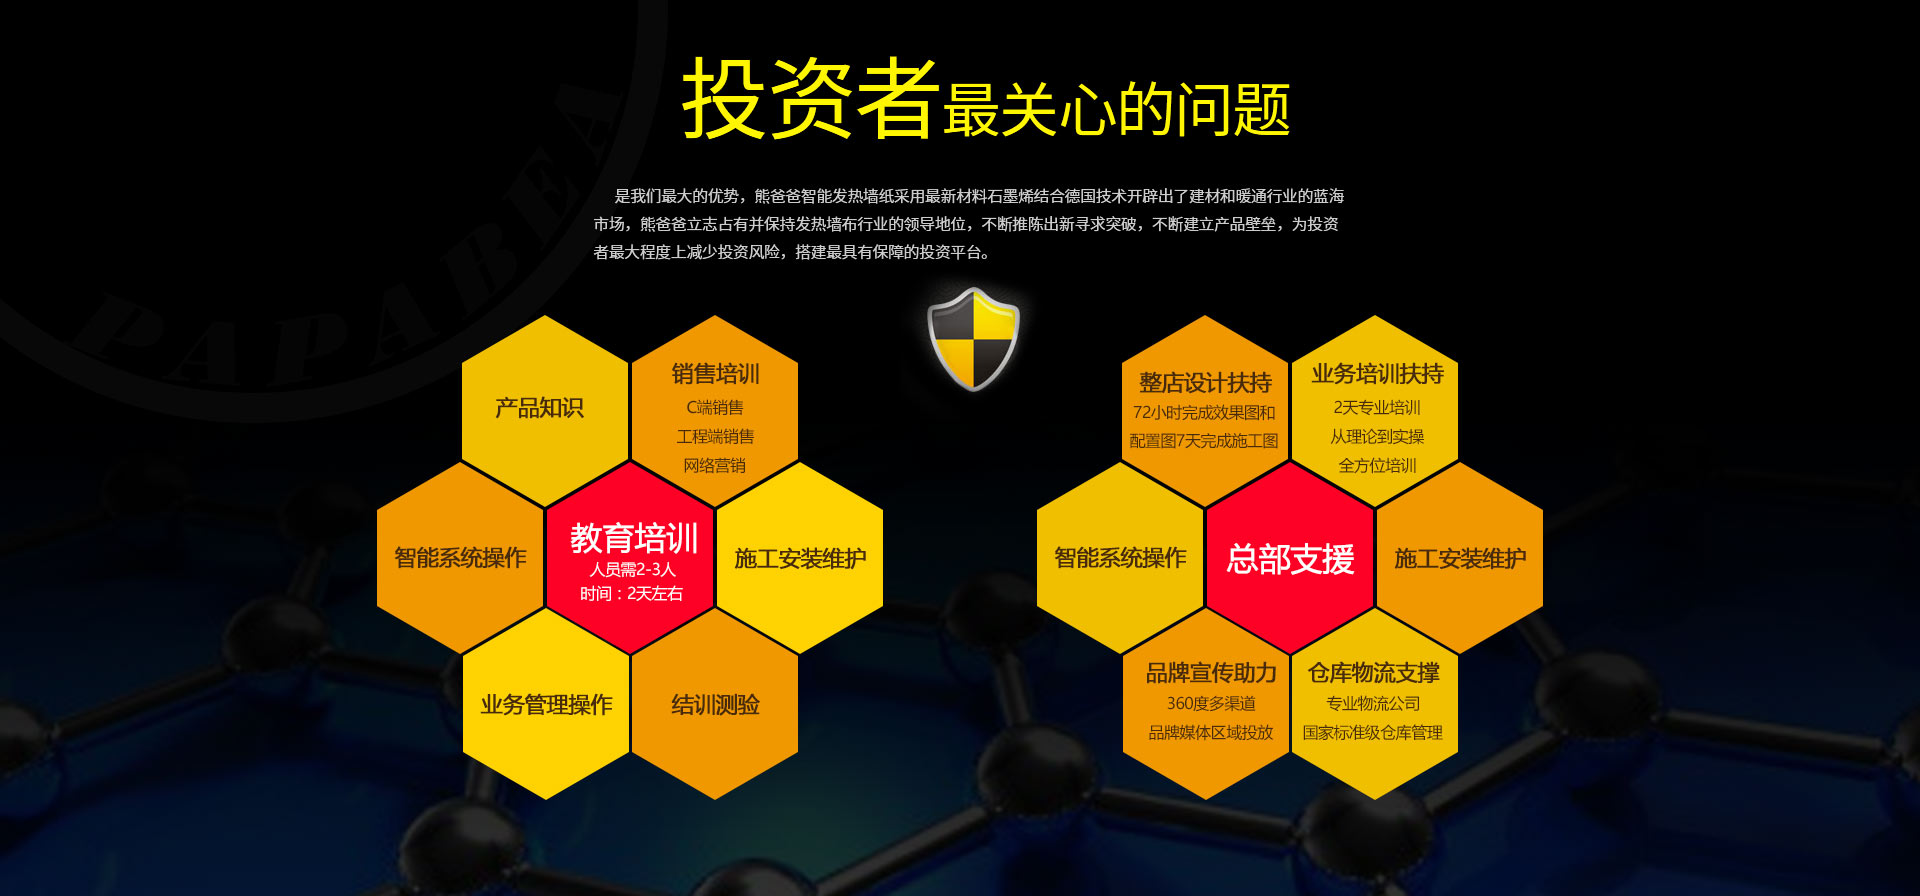 投资者最关心的问题
是我们最大的优势，熊爸爸智能发热墙纸采用最新材料石墨烯结合德国技术开辟出了建材和暖通行业的蓝海
市场，熊爸爸立志占有并保持发热墙布行业的领导地位，不断推陈出新寻求突破，不断建立产品壁垒，为投资
者最大程度上减少投资风险，搭建最具有保障的投资平台。
PAPABEA
产品知识
销售培训
C端销售
工程端销售
网络营销
智能系统操作
教育培训
人员需2-3人
时间：2天左右
施工安装维护
业务管理操作
结训测验
整店设计扶持
72小时完成效果图和
配置图7天完成施工图
业务培训扶持
2天专业培训
从理论到实操
全方位培训
智能系统操作
总部支援
施工安装维护
品牌宣传助力
360度多渠道
品牌媒体区域投放
仓库物流支撑
专业物流公司
国家标准级仓库管理